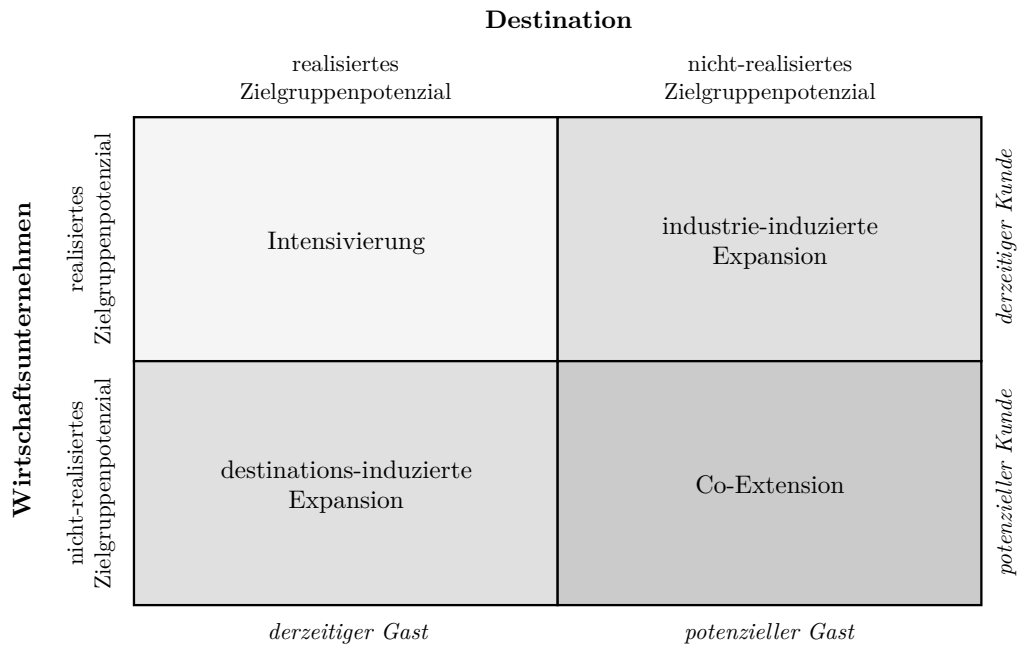 Destination
realisiertes
Zielgruppenpotenzial
nicht-realisiertes
Zielgruppenpotenzial
Wirtschaftsunternehmen
realisiertes
Zielgruppenpotenzial
Intensivierung
industrie-induzierte
Expansion
derzeitiger Kunde
nicht-realisiertes
Zielgruppenpotenzial
destinations-induzierte
Expansion
Co-Extension
potenzieller Kunde
derzeitiger Gast
potenzieller Gast